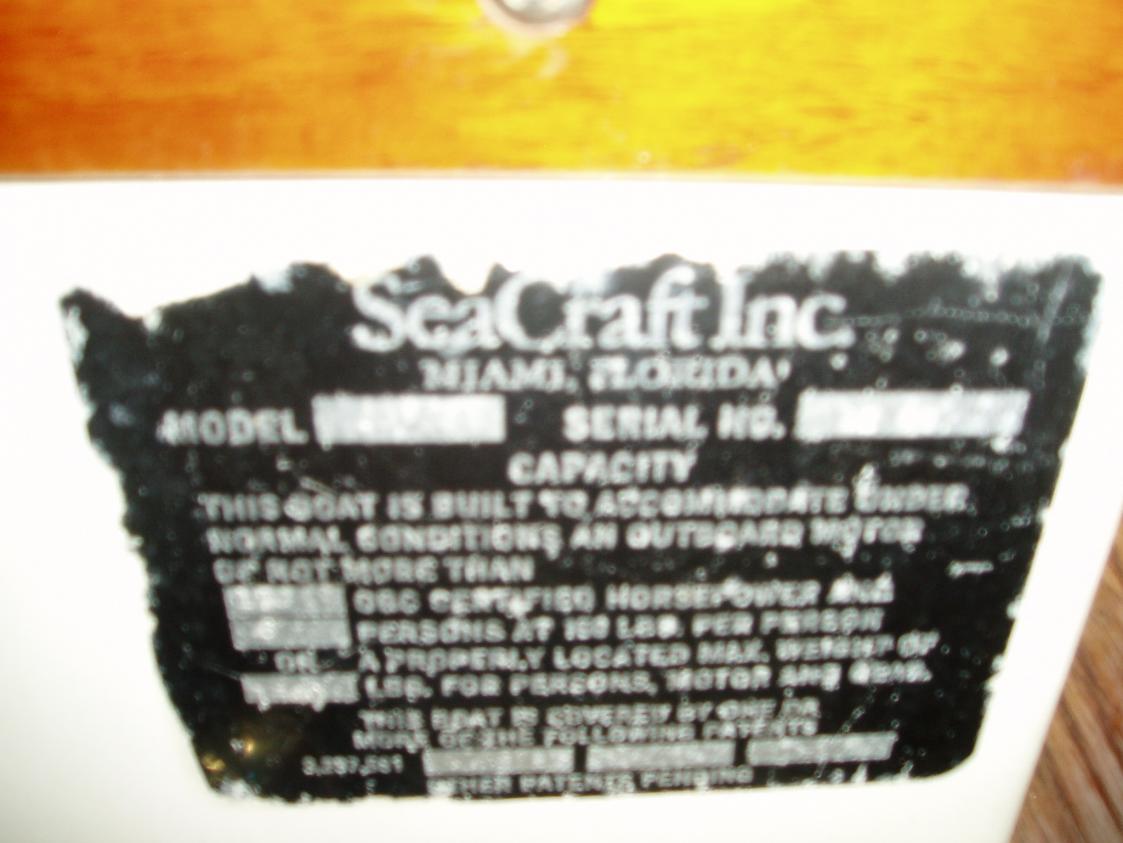 SeaCraft Inc.
MIAMI, FLORIDA
MODEL SERIAL NO.
CAPACITY
THIS BOAT IS BUILT TO ACCOMMODATE UNDER
NORMAL CONDITIONS AN OUTBOARD MOTOR
OF NOT MORE THAN
CERTIFIED HORSEPOWER AND
PERSONS AT LBS. PER PERSON
OR A PROPERLY LOCATED MAX. WEIGHT OF
LBS. FOR PERSONS, MOTOR AND GEAR.
THIS BOAT IS COVERED BY ONE OR
MORE OF THE FOLLOWING PATENTS
OTHER PATENTS PENDING